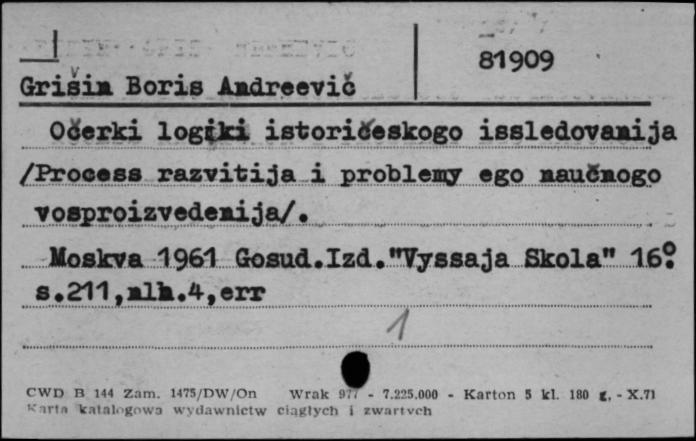 81909
Grišin Boris Andreevič
Očerki logiki istoričeskogo issledovanija
/Process razvitija i problemy ego naučnogo
vosproizvedenija/.
Moskva 1961 Gosud.Izd."Vyssaja Skola" 16°.
s.211,nlb.4,err
1
CWD B 144 Zam. 1475/DW/On Wrak 977 - 7.225.000 - Karton 5 kl. 180 g. - X.71
Karta katalogowa wydawnictw ciągłych i zwartych